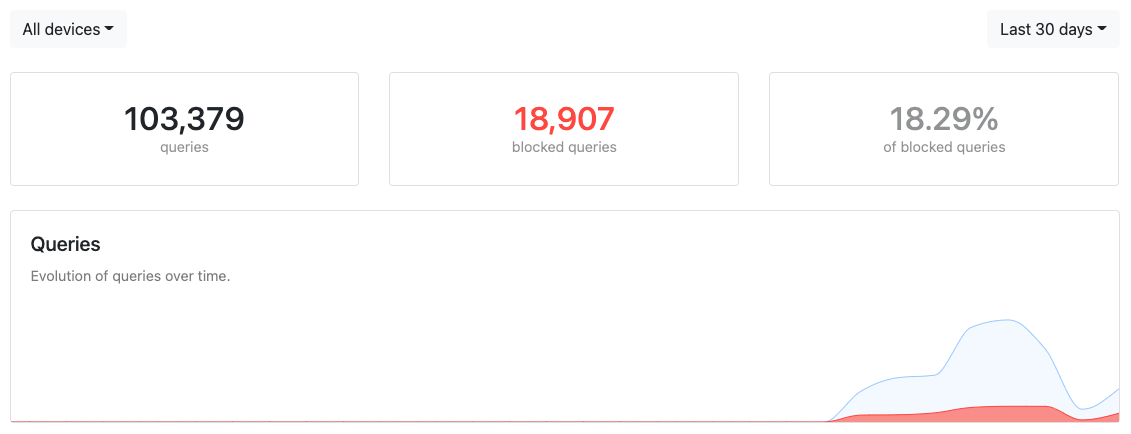 All devices
Last 30 days
103,379
queries
18,907
blocked queries
18.29%
of blocked queries
Queries
Evolution of queries over time.